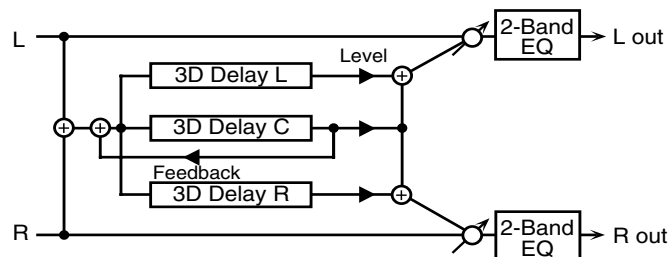 L
2-Band
EQ
L out
Level
3D Delay L
3D Delay C
Feedback
3D Delay R
R
2-Band
EQ
R out